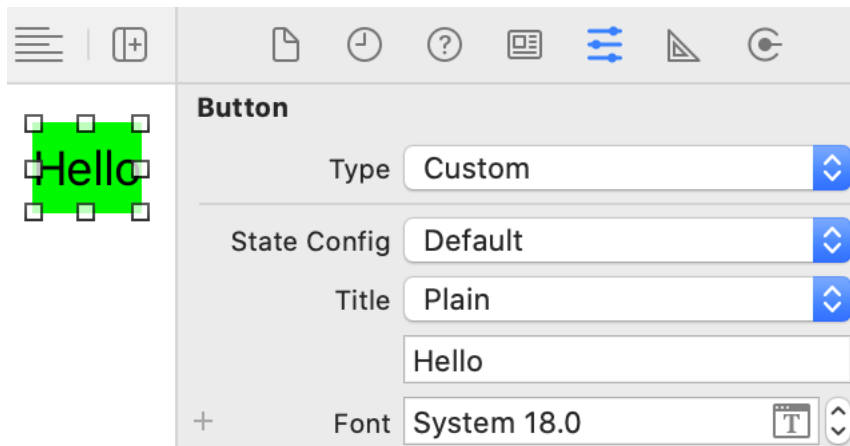 Button
Hello
Type Custom
State Config Default
Title Plain
Hello
Font System 18.0